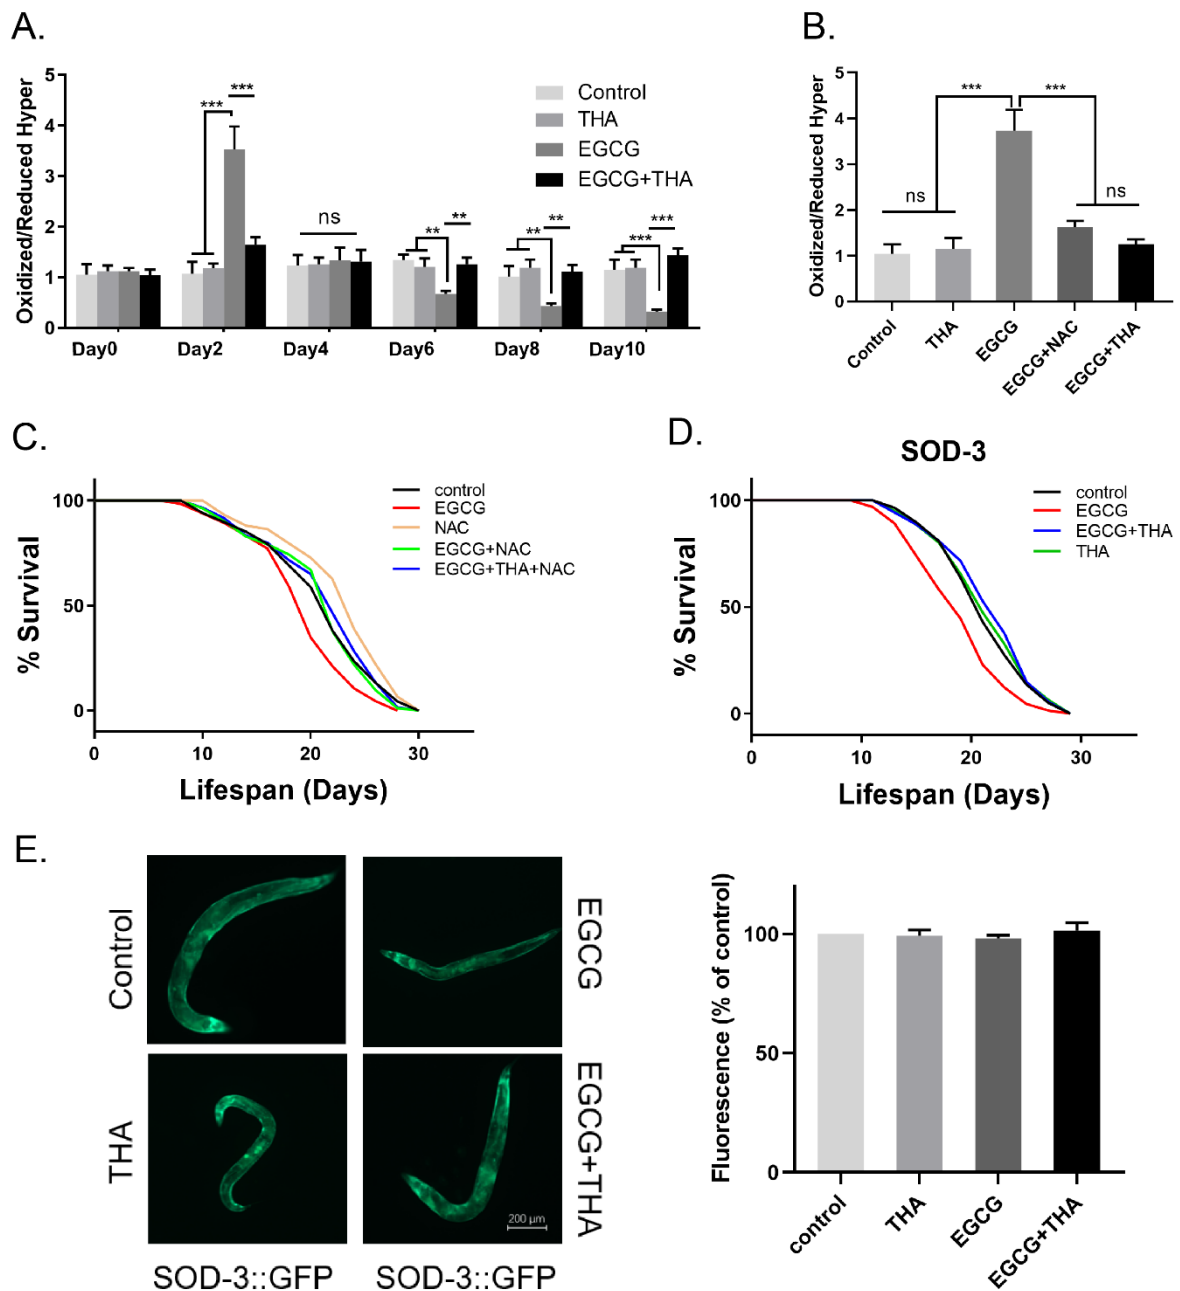 A.
Oxidized/Reduced Hyper
5
4
3
2
1
0
***
***
ns
**
**
**
**
***
***
Control
THA
EGCG
EGCG+THA
Day0
Day2
Day4
Day6
Day8
Day10
B.
Oxidized/Reduced Hyper
5
4
3
2
1
0
***
***
ns
ns
Control
THA
EGCG
EGCG+NAC
EGCG+THA
C.
% Survival
100
50
0
control
EGCG
NAC
EGCG+NAC
EGCG+THA+NAC
0
10
20
30
Lifespan (Days)
D.
SOD-3
% Survival
100
50
0
control
EGCG
EGCG+THA
THA
0
10
20
30
Lifespan (Days)
E.
Control
EGCG
THA
EGCG+THA
200 μm
SOD-3::GFP
SOD-3::GFP
Fluorescence (% of control)
100
50
0
control
THA
EGCG
EGCG+THA